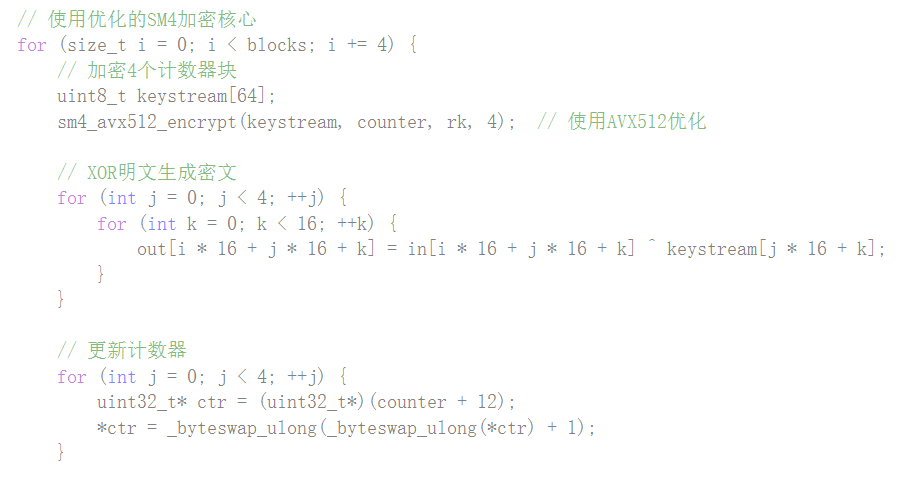 // 使用优化的SM4加密核心
for (size_t i = 0; i < blocks; i += 4) {
    // 加密4个计数器块
    uint8_t keystream[64];
    sm4_avx512_encrypt(keystream, counter, rk, 4);  // 使用AVX512优化

    // XOR明文生成密文
    for (int j = 0; j < 4; ++j) {
        for (int k = 0; k < 16; ++k) {
            out[i * 16 + j * 16 + k] = in[i * 16 + j * 16 + k] ^ keystream[j * 16 + k];
        }
    }

    // 更新计数器
    for (int j = 0; j < 4; ++j) {
        uint32_t* ctr = (uint32_t*)(counter + 12);
        *ctr = _byteswap_ulong(_byteswap_ulong(*ctr) + 1);
    }